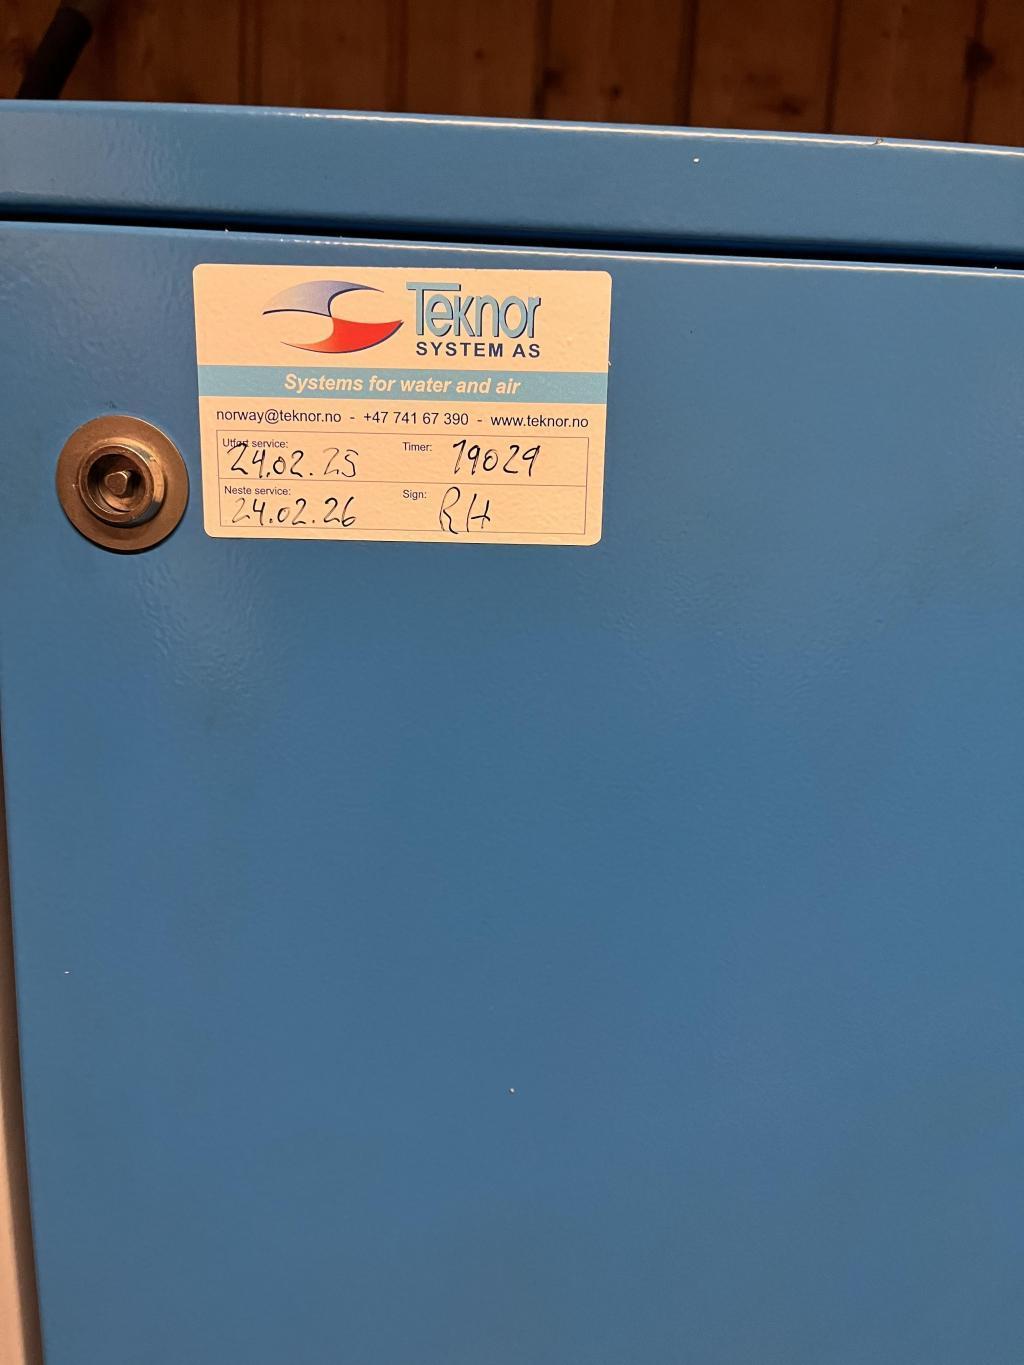 Teknor
SYSTEM AS
Systems for water and air
norway@teknor.no - +47 741 67 390 - www.teknor.no
Utført service: 24.02.25 Timer: 19029
Neste service: 24.02.26 Sign: RH